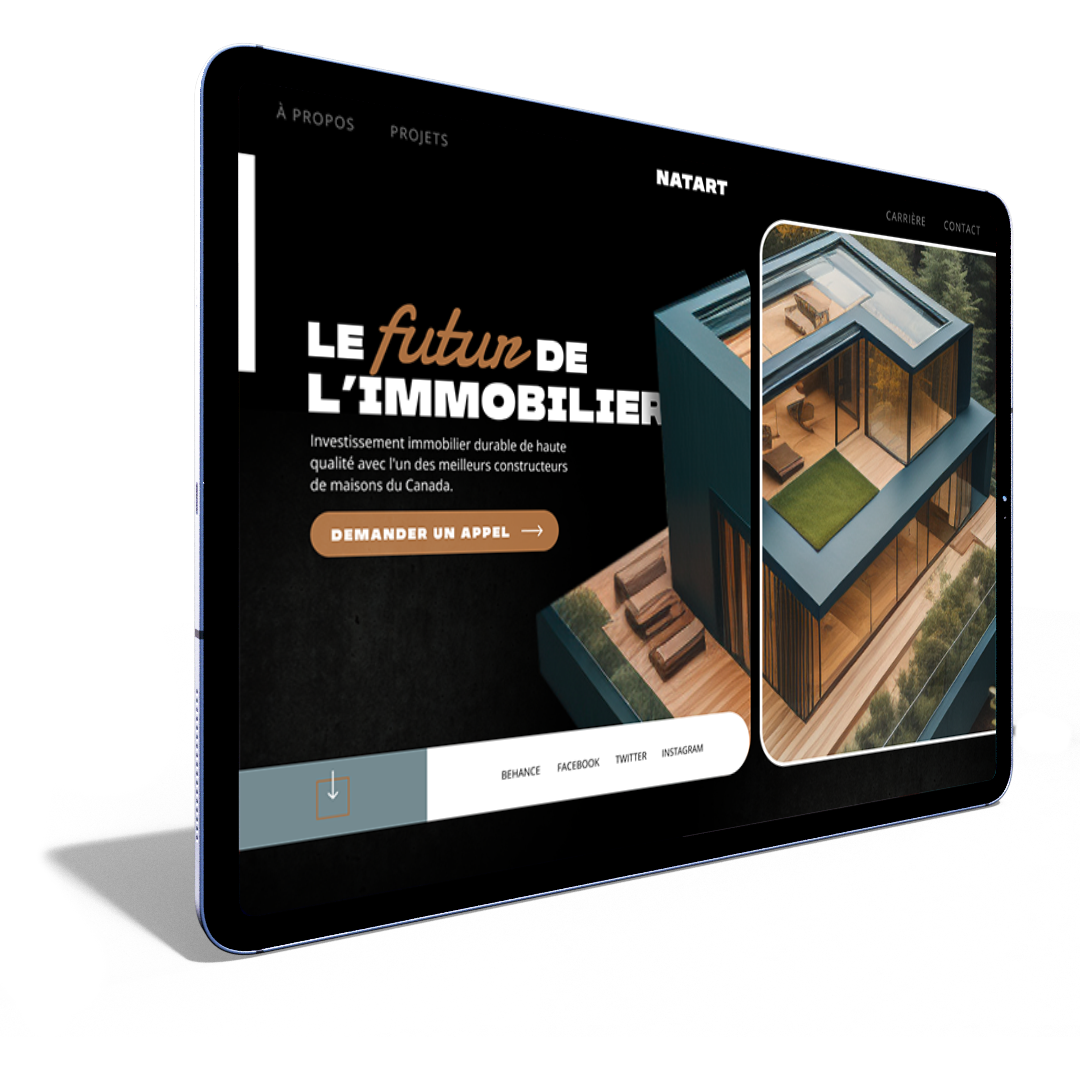 À PROPOS PROJETS
NATART
CARRIÈRE CONTACT
LE futur DE
L'IMMOBILIER
Investissement immobilier durable de haute
qualité avec l'un des meilleurs constructeurs
de maisons du Canada.
DEMANDER UN APPEL
BEHANCE FACEBOOK TWITTER INSTAGRAM